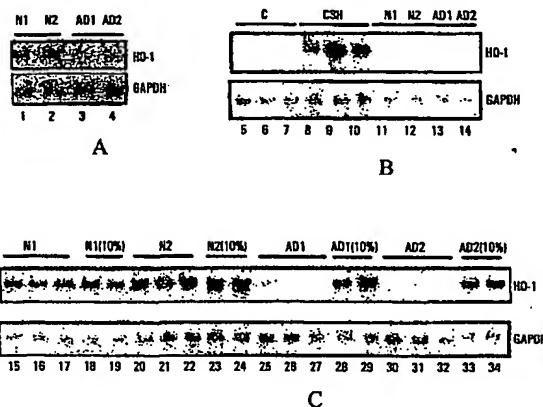 N1 N2 AD1 AD2
HO-1
GAPDH
1 2 3 4
A
C CSH N1 N2 AD1 AD2
HO-1
GAPDH
5 6 7 8 9 10 11 12 13 14
B
N1 N1(10%) N2 N2(10%) AD1 AD1(10%) AD2 AD2(10%)
HO-1
GAPDH
15 16 17 18 19 20 21 22 23 24 25 26 27 28 29 30 31 32 33 34
C